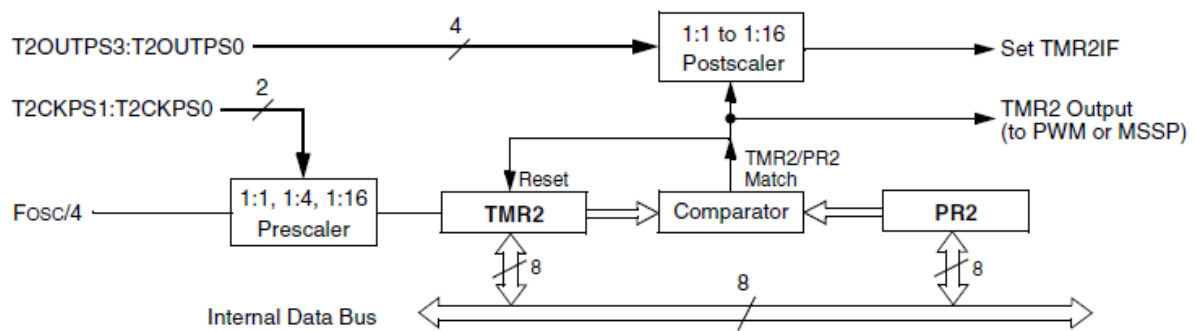 T2OUTPS3:T2OUTPS0
4
1:1 to 1:16
Postscaler
Set TMR2IF
T2CKPS1:T2CKPS0
2
TMR2 Output
(to PWM or MSSP)
Reset
TMR2/PR2
Match
FOSC/4
1:1, 1:4, 1:16
Prescaler
TMR2
Comparator
PR2
8
8
8
Internal Data Bus